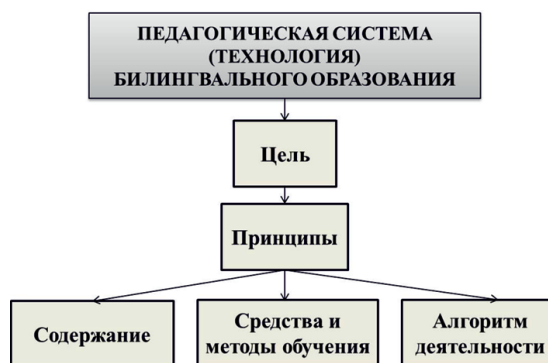 ПЕДАГОГИЧЕСКАЯ СИСТЕМА
(ТЕХНОЛОГИЯ)
БИЛИНГВАЛЬНОГО ОБРАЗОВАНИЯ
Цель
Принципы
Содержание
Средства и
методы обучения
Алгоритм
деятельности